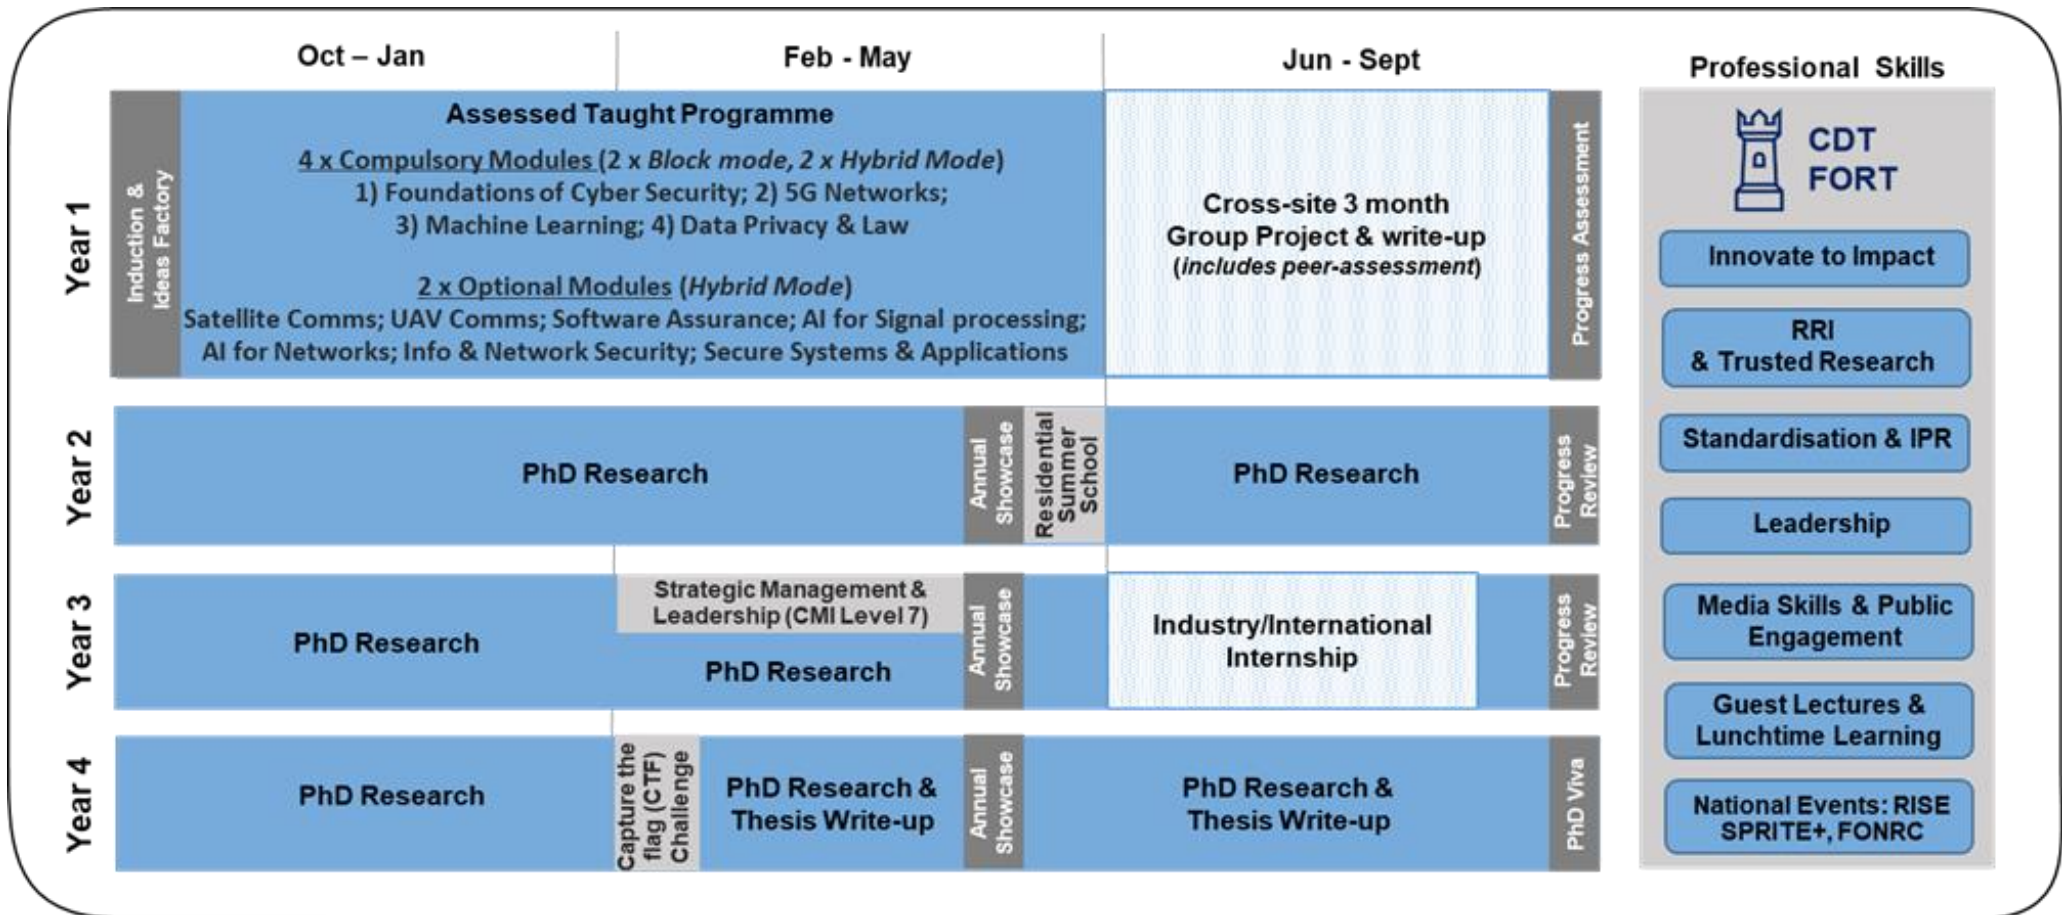 Oct – Jan
Feb - May
Jun - Sept
Professional Skills
Year 1
Induction &
Ideas Factory
Assessed Taught Programme
4 x Compulsory Modules (2 x Block mode, 2 x Hybrid Mode)
1) Foundations of Cyber Security; 2) 5G Networks;
3) Machine Learning; 4) Data Privacy & Law
2 x Optional Modules (Hybrid Mode)
Satellite Comms; UAV Comms; Software Assurance; AI for Signal processing;
AI for Networks; Info & Network Security; Secure Systems & Applications
Cross-site 3 month
Group Project & write-up
(includes peer-assessment)
Progress Assessment
Year 2
PhD Research
Annual
Showcase
Residential
Summer
School
PhD Research
Progress
Review
Year 3
PhD Research
Strategic Management &
Leadership (CMI Level 7)
PhD Research
Annual
Showcase
Industry/International
Internship
Progress
Review
Year 4
PhD Research
Capture the
flag (CTF)
Challenge
PhD Research &
Thesis Write-up
Annual
Showcase
PhD Research &
Thesis Write-up
PhD Viva
CDT
FORT
Innovate to Impact
RRI
& Trusted Research
Standardisation & IPR
Leadership
Media Skills & Public
Engagement
Guest Lectures &
Lunchtime Learning
National Events: RISE
SPRITE+, FONRC